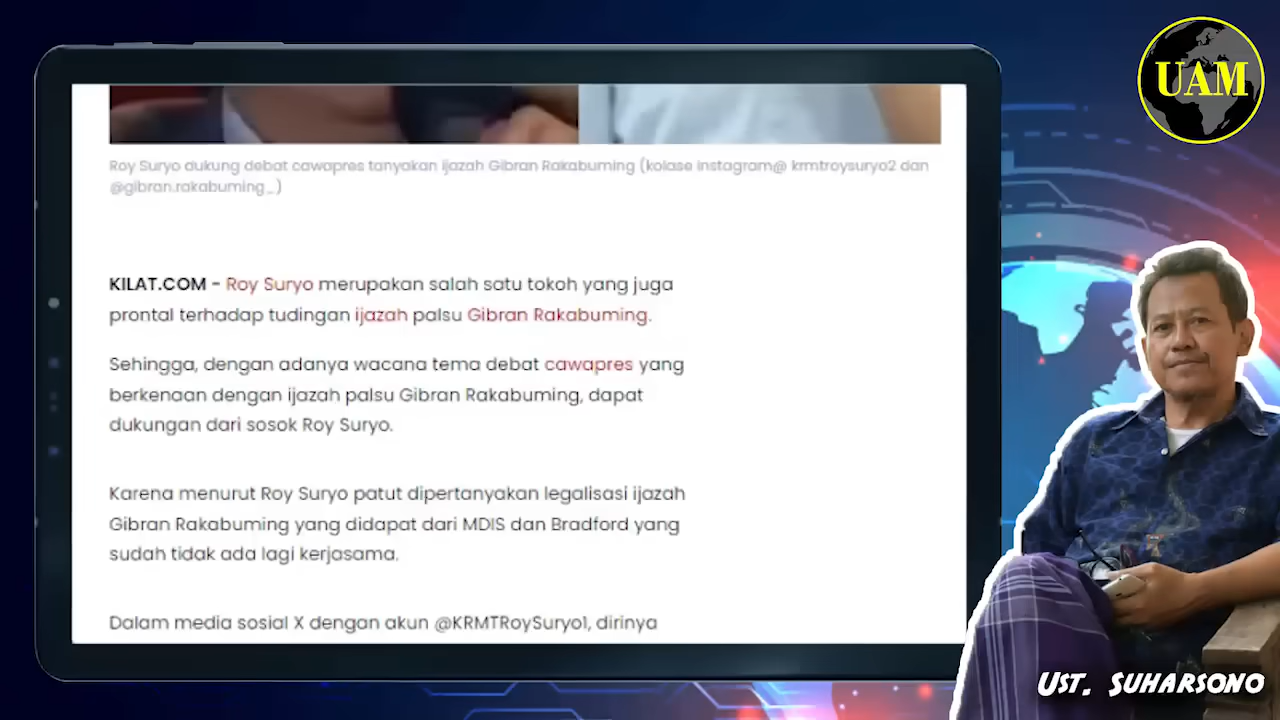 UAM
Roy Suryo dukung debat cawapres tanyakan ijazah Gibran Rakabuming (kolase instagram@ krmtroysuryo2 dan
@gibran.rakabuming_)
KILAT.COM - Roy Suryo merupakan salah satu tokoh yang juga
prontal terhadap tudingan ijazah palsu Gibran Rakabuming.
Sehingga, dengan adanya wacana tema debat cawapres yang
berkenaan dengan ijazah palsu Gibran Rakabuming, dapat
dukungan dari sosok Roy Suryo.
Karena menurut Roy Suryo patut dipertanyakan legalisasi ijazah
Gibran Rakabuming yang didapat dari MDIS dan Bradford yang
sudah tidak ada lagi kerjasama.
Dalam media sosial X dengan akun @KRMTRoySuryo1, dirinya
UST. SUHARSONO